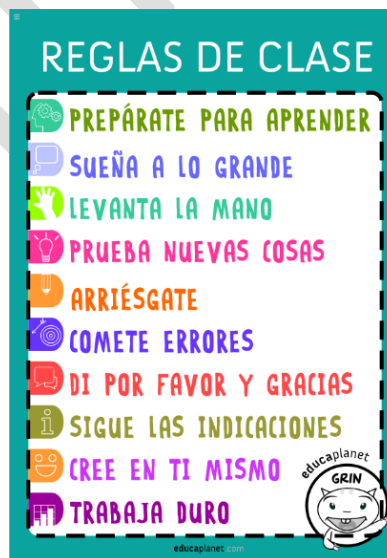 REGLAS DE CLASE
PREPÁRATE PARA APRENDER
SUEÑA A LO GRANDE
LEVANTA LA MANO
PRUEBA NUEVAS COSAS
ARRIÉSGATE
COMETE ERRORES
DI POR FAVOR Y GRACIAS
SIGUE LAS INDICACIONES
CREE EN TI MISMO
TRABAJA DURO
educaplanet
GRIN
educaplanet.com